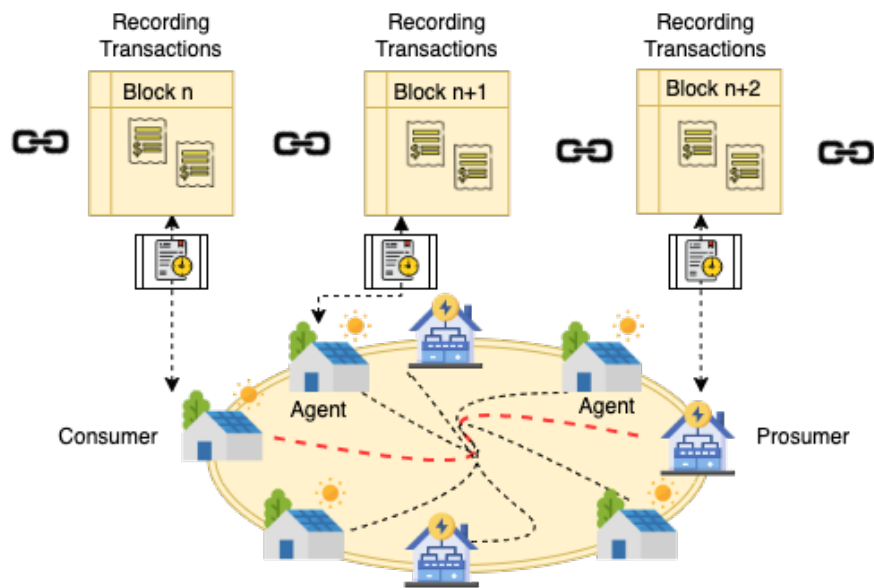 Recording
Transactions
Recording
Transactions
Recording
Transactions
Block n
Block n+1
Block n+2
Agent
Agent
Consumer
Prosumer